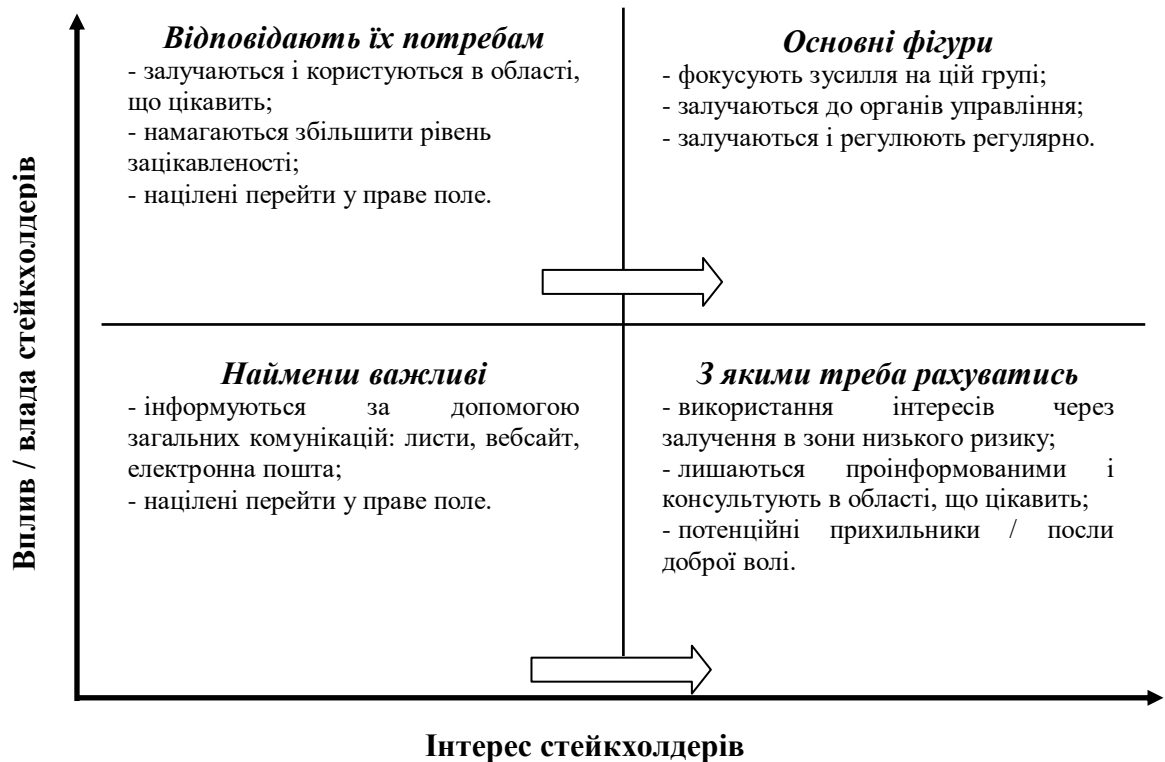 Вплив / влада стейкхолдерів
Відповідають їх потребам
- залучаються і користуються в області,
що цікавить;
- намагаються збільшити рівень
зацікавленості;
- націлені перейти у праве поле.
Основні фігури
- фокусують зусилля на цій групі;
- залучаються до органів управління;
- залучаються і регулюють регулярно.
Найменш важливі
- інформуються за допомогою
загальних комунікацій: листи, вебсайт,
електронна пошта;
- націлені перейти у праве поле.
З якими треба рахуватись
- використання інтересів через
залучення в зони низького ризику;
- лишаються проінформованими і
консультують в області, що цікавить;
- потенційні прихильники / посли
доброї волі.
Інтерес стейкхолдерів